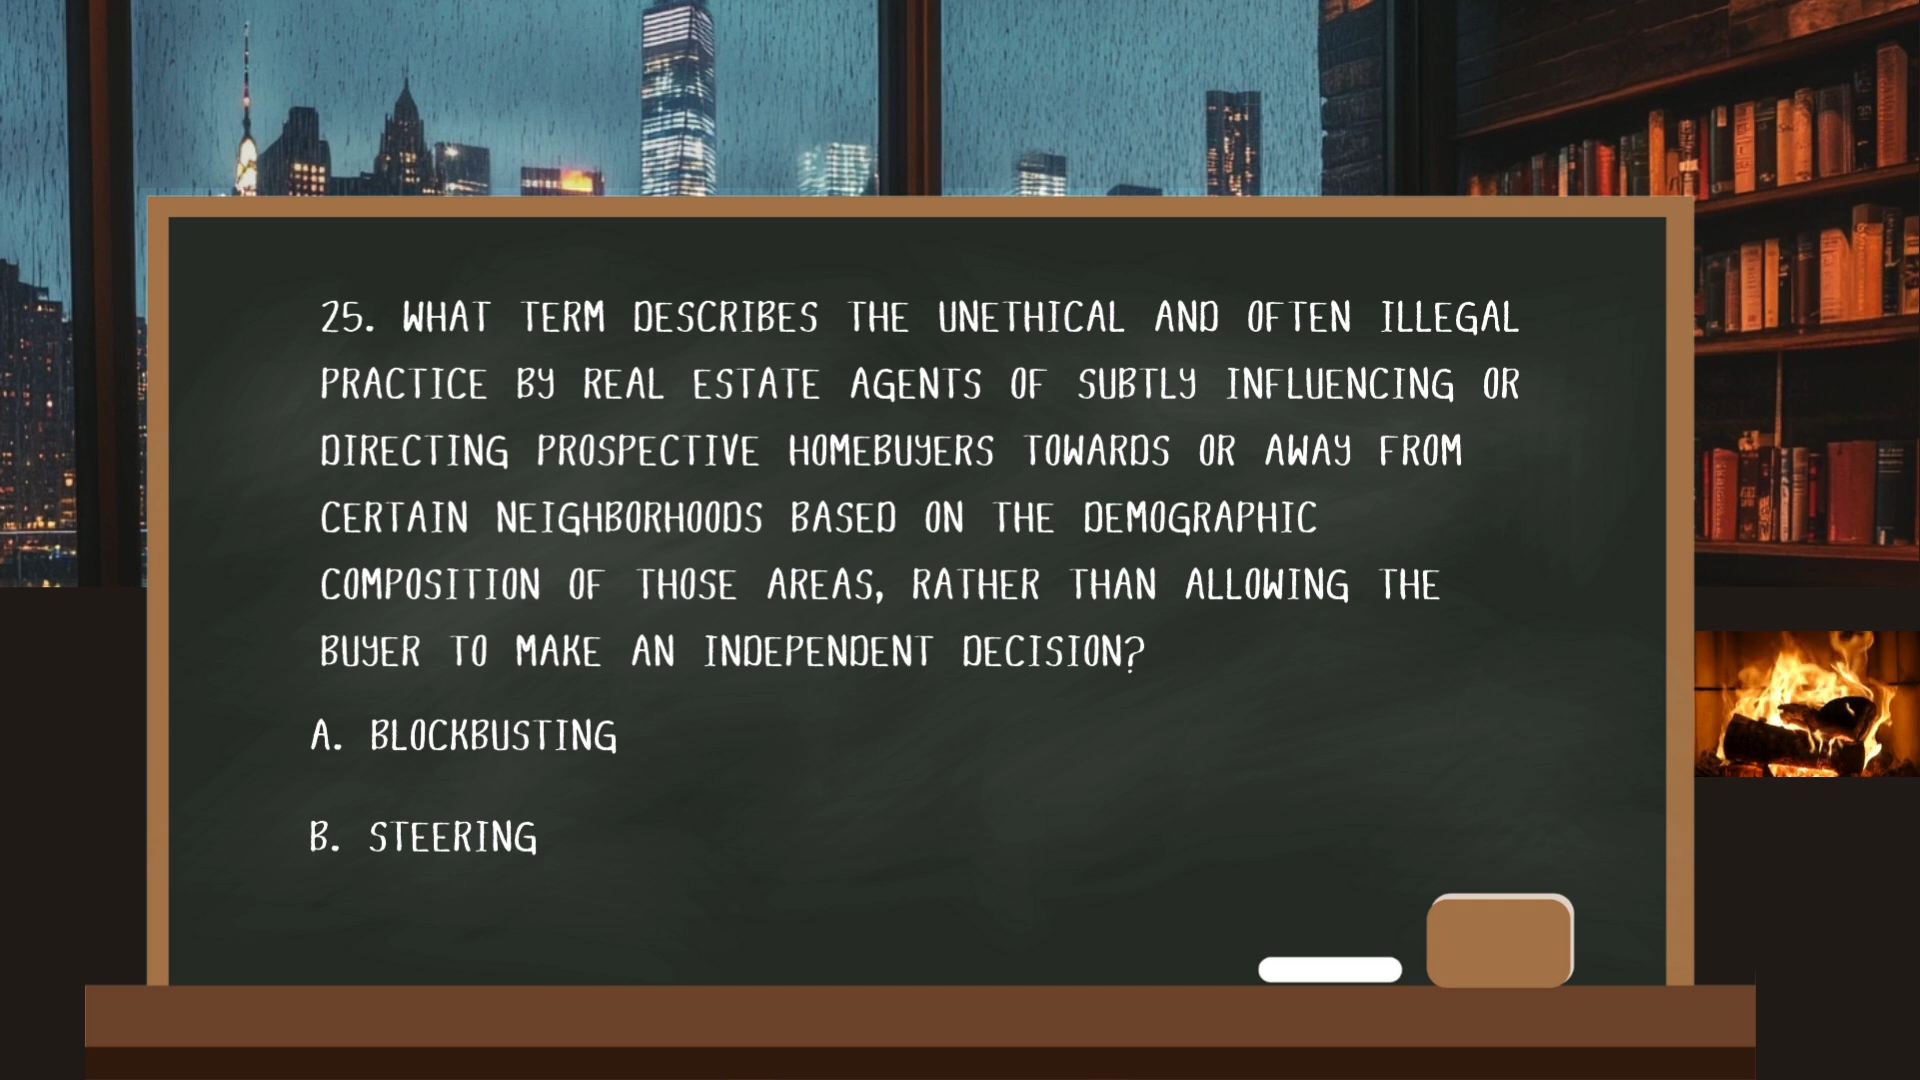 25. WHAT TERM DESCRIBES THE UNETHICAL AND OFTEN ILLEGAL
PRACTICE BY REAL ESTATE AGENTS OF SUBTLY INFLUENCING OR
DIRECTING PROSPECTIVE HOMEBUYERS TOWARDS OR AWAY FROM
CERTAIN NEIGHBORHOODS BASED ON THE DEMOGRAPHIC
COMPOSITION OF THOSE AREAS, RATHER THAN ALLOWING THE
BUYER TO MAKE AN INDEPENDENT DECISION?
A. BLOCKBUSTING
B. STEERING